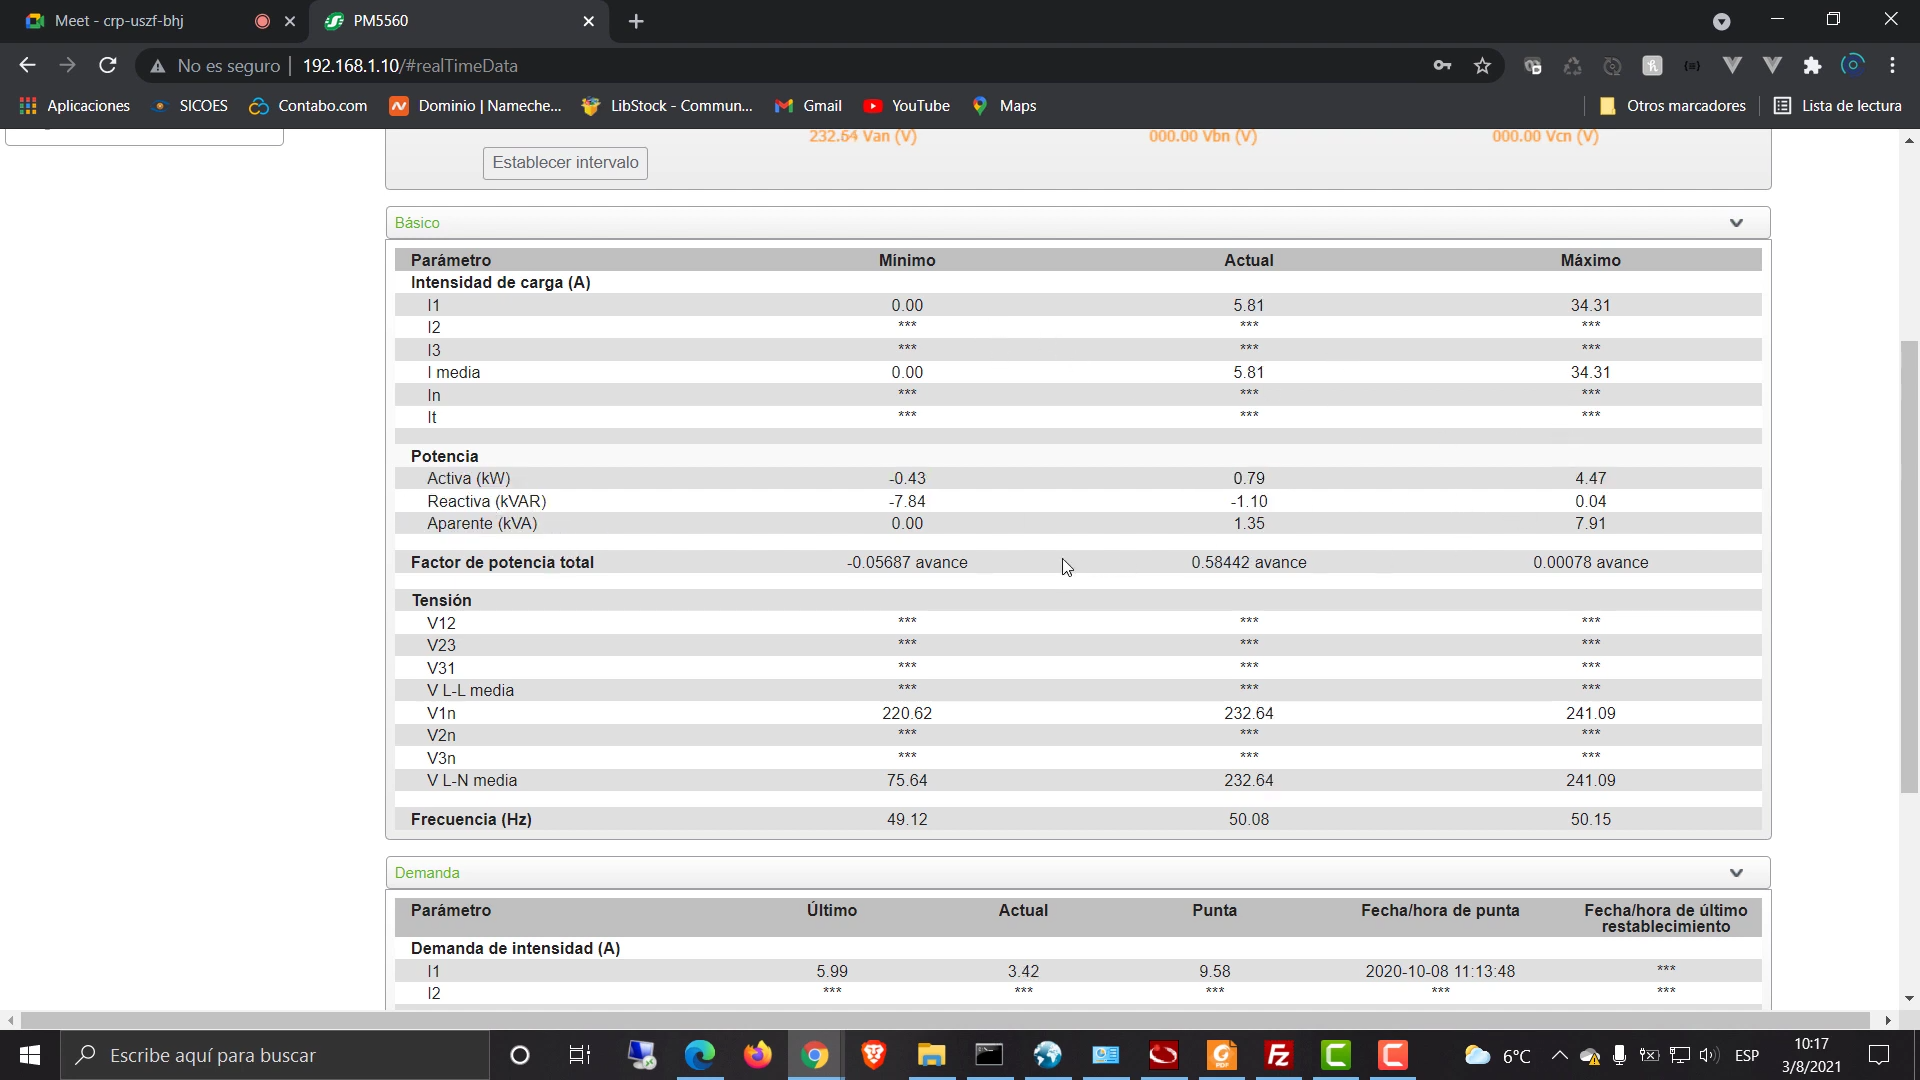 Meet - crp-uszf-bhj
PM5560
No es seguro
192.168.1.10/#realTimeData
Aplicaciones
SICOES
Contabo.com
Dominio | Nameche...
LibStock - Commun...
Gmail
YouTube
Maps
Otros marcadores
Lista de lectura
232.64 Van (V) 000.00 Vbn (V) 000.00 Vcn (V)
Establecer intervalo
Básico
Parámetro Mínimo Actual Máximo
Intensidad de carga (A)
I1 0.00 5.81 34.31
I2 *** *** ***
I3 *** *** ***
I media 0.00 5.81 34.31
In *** *** ***
It *** *** ***
Potencia
Activa (kW) -0.43 0.79 4.47
Reactiva (kVAR) -7.84 -1.10 0.04
Aparente (kVA) 0.00 1.35 7.91
Factor de potencia total -0.05687 avance 0.58442 avance 0.00078 avance
Tensión
V12 *** *** ***
V23 *** *** ***
V31 *** *** ***
V L-L media *** *** ***
V1n 220.62 232.64 241.09
V2n *** *** ***
V3n *** *** ***
V L-N media 75.64 232.64 241.09
Frecuencia (Hz) 49.12 50.08 50.15
Demanda
Parámetro Último Actual Punta Fecha/hora de punta Fecha/hora de último
restablecimiento
Demanda de intensidad (A)
I1 5.99 3.42 9.58 2020-10-08 11:13:48 ***
I2 *** *** *** *** ***
Escribe aquí para buscar
6°C
ESP
10:17
3/8/2021